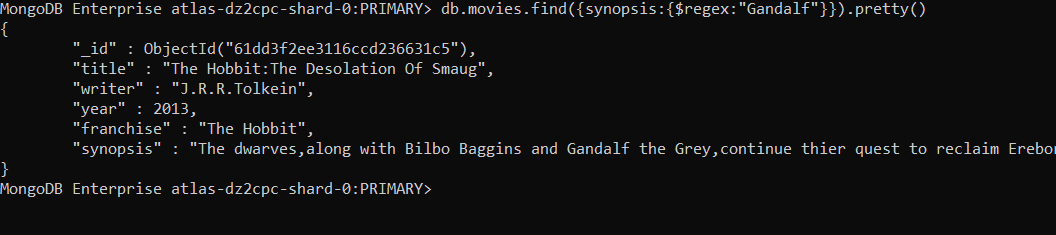 MongoDB Enterprise atlas-dz2cpc-shard-0:PRIMARY> db.movies.find({synopsis:{$regex:"Gandalf"}}).pretty()
{
        "_id" : ObjectId("61dd3f2ee3116ccd236631c5"),
        "title" : "The Hobbit:The Desolation Of Smaug",
        "writer" : "J.R.R.Tolkein",
        "year" : 2013,
        "franchise" : "The Hobbit",
        "synopsis" : "The dwarves,along with Bilbo Baggins and Gandalf the Grey,continue thier quest to reclaim Erebor
}
MongoDB Enterprise atlas-dz2cpc-shard-0:PRIMARY>